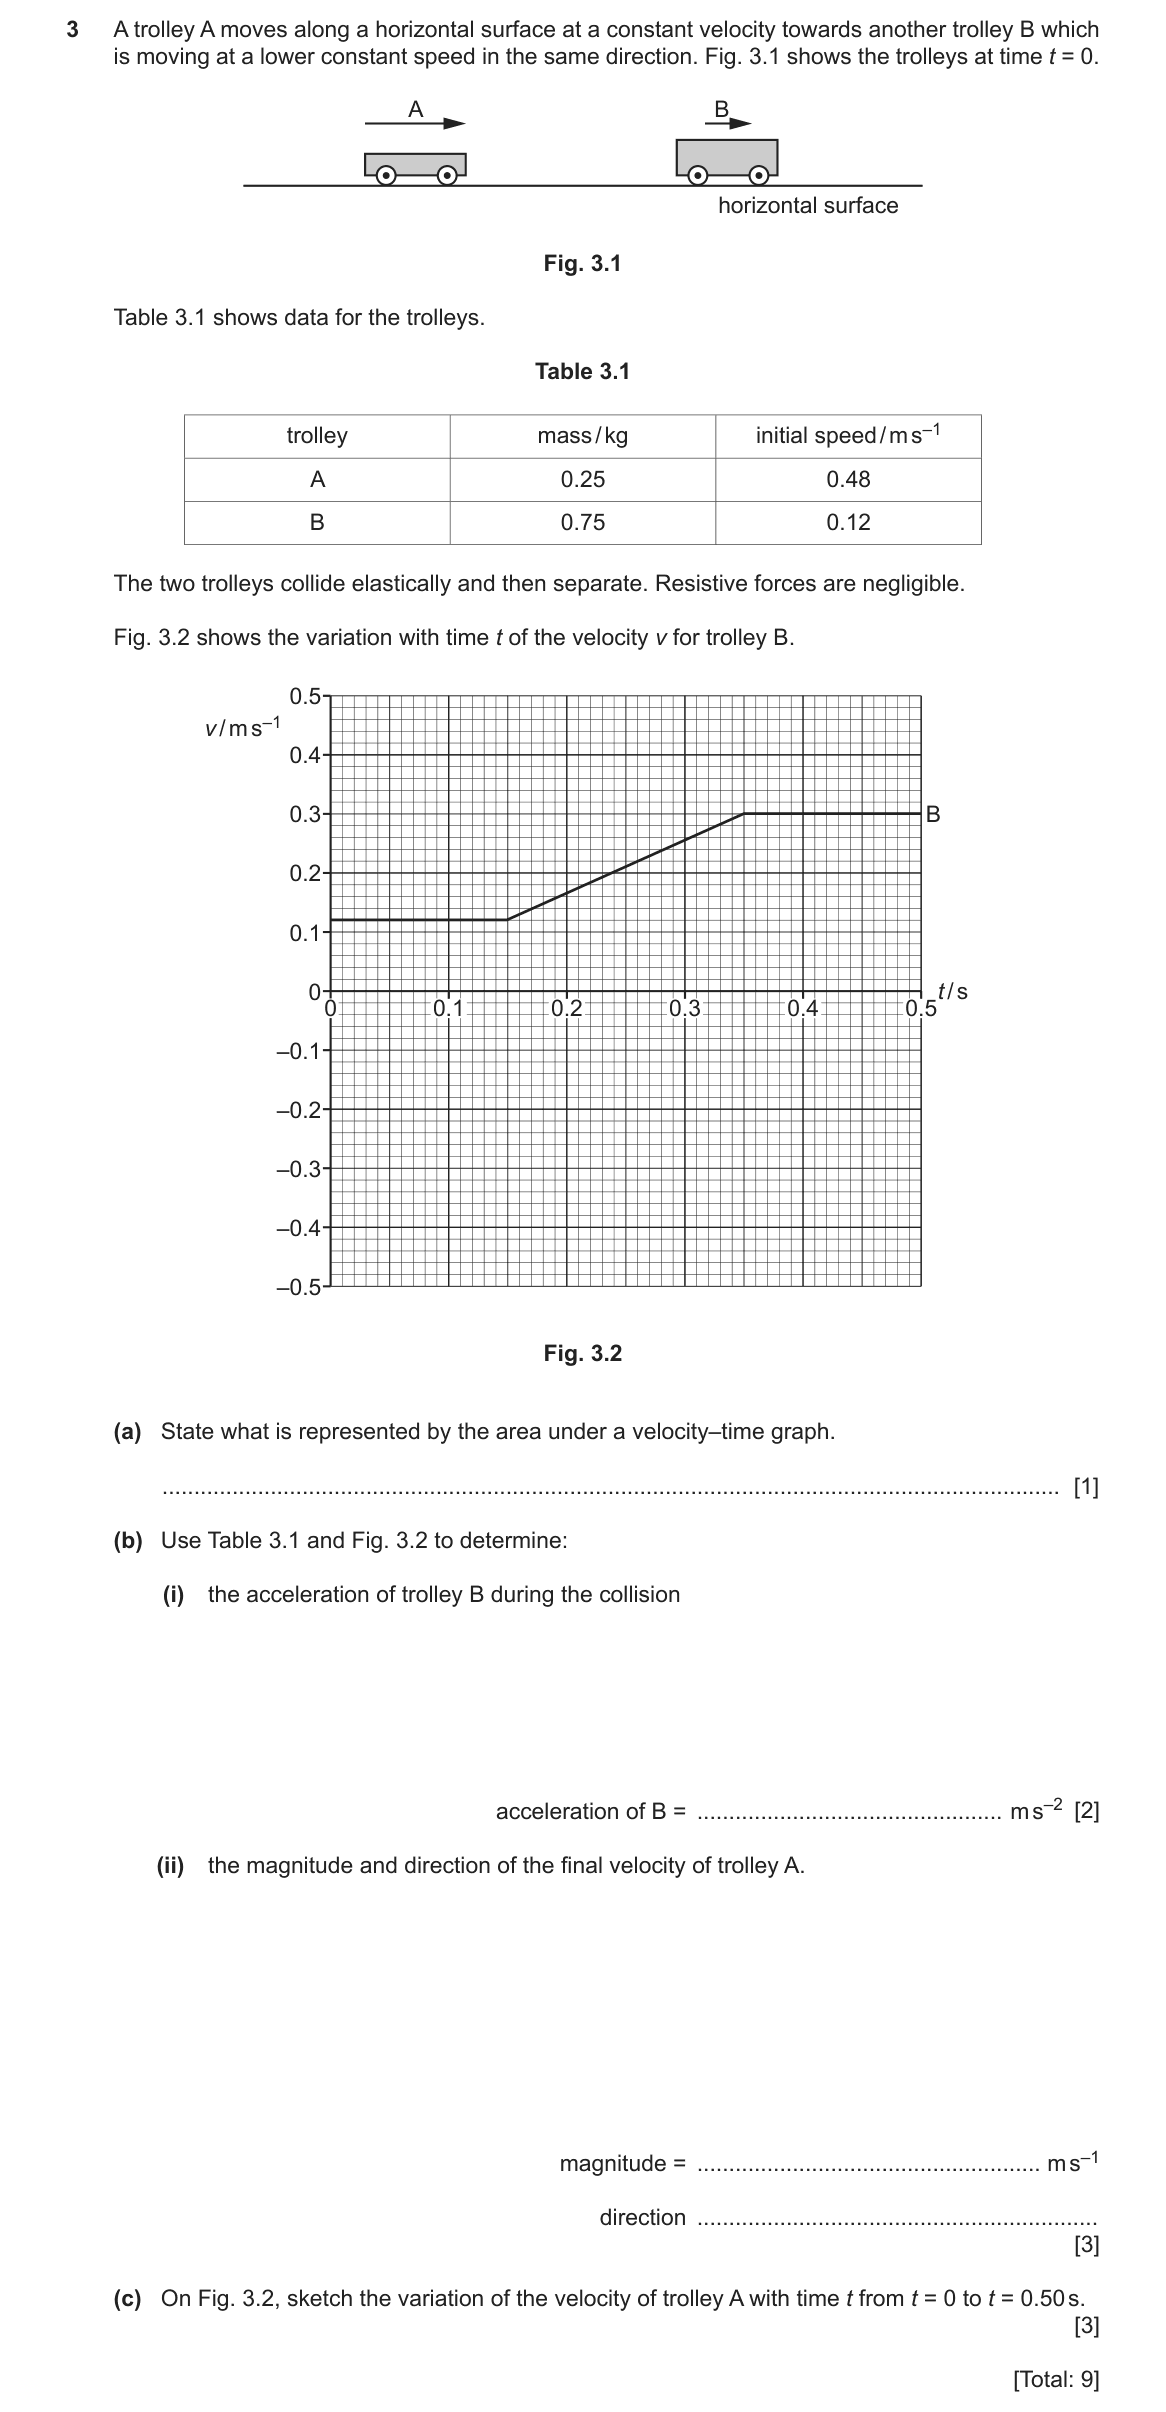 3 A trolley A moves along a horizontal surface at a constant velocity towards another trolley B which
is moving at a lower constant speed in the same direction. Fig. 3.1 shows the trolleys at time t = 0.
A B
horizontal surface
Fig. 3.1
Table 3.1 shows data for the trolleys.
Table 3.1
trolley mass/kg initial speed/m s⁻¹
A 0.25 0.48
B 0.75 0.12
The two trolleys collide elastically and then separate. Resistive forces are negligible.
Fig. 3.2 shows the variation with time t of the velocity v for trolley B.
0.5
v/m s⁻¹
0.4
0.3 B
0.2
0.1
0 t/s
0 0.1 0.2 0.3 0.4 0.5
–0.1
–0.2
–0.3
–0.4
–0.5
Fig. 3.2
(a) State what is represented by the area under a velocity–time graph.
.............................................................................................................................................. [1]
(b) Use Table 3.1 and Fig. 3.2 to determine:
(i) the acceleration of trolley B during the collision
acceleration of B = ................................................ m s⁻² [2]
(ii) the magnitude and direction of the final velocity of trolley A.
magnitude = ...................................................... m s⁻¹
direction ...............................................................
[3]
(c) On Fig. 3.2, sketch the variation of the velocity of trolley A with time t from t = 0 to t = 0.50 s.
[3]
[Total: 9]